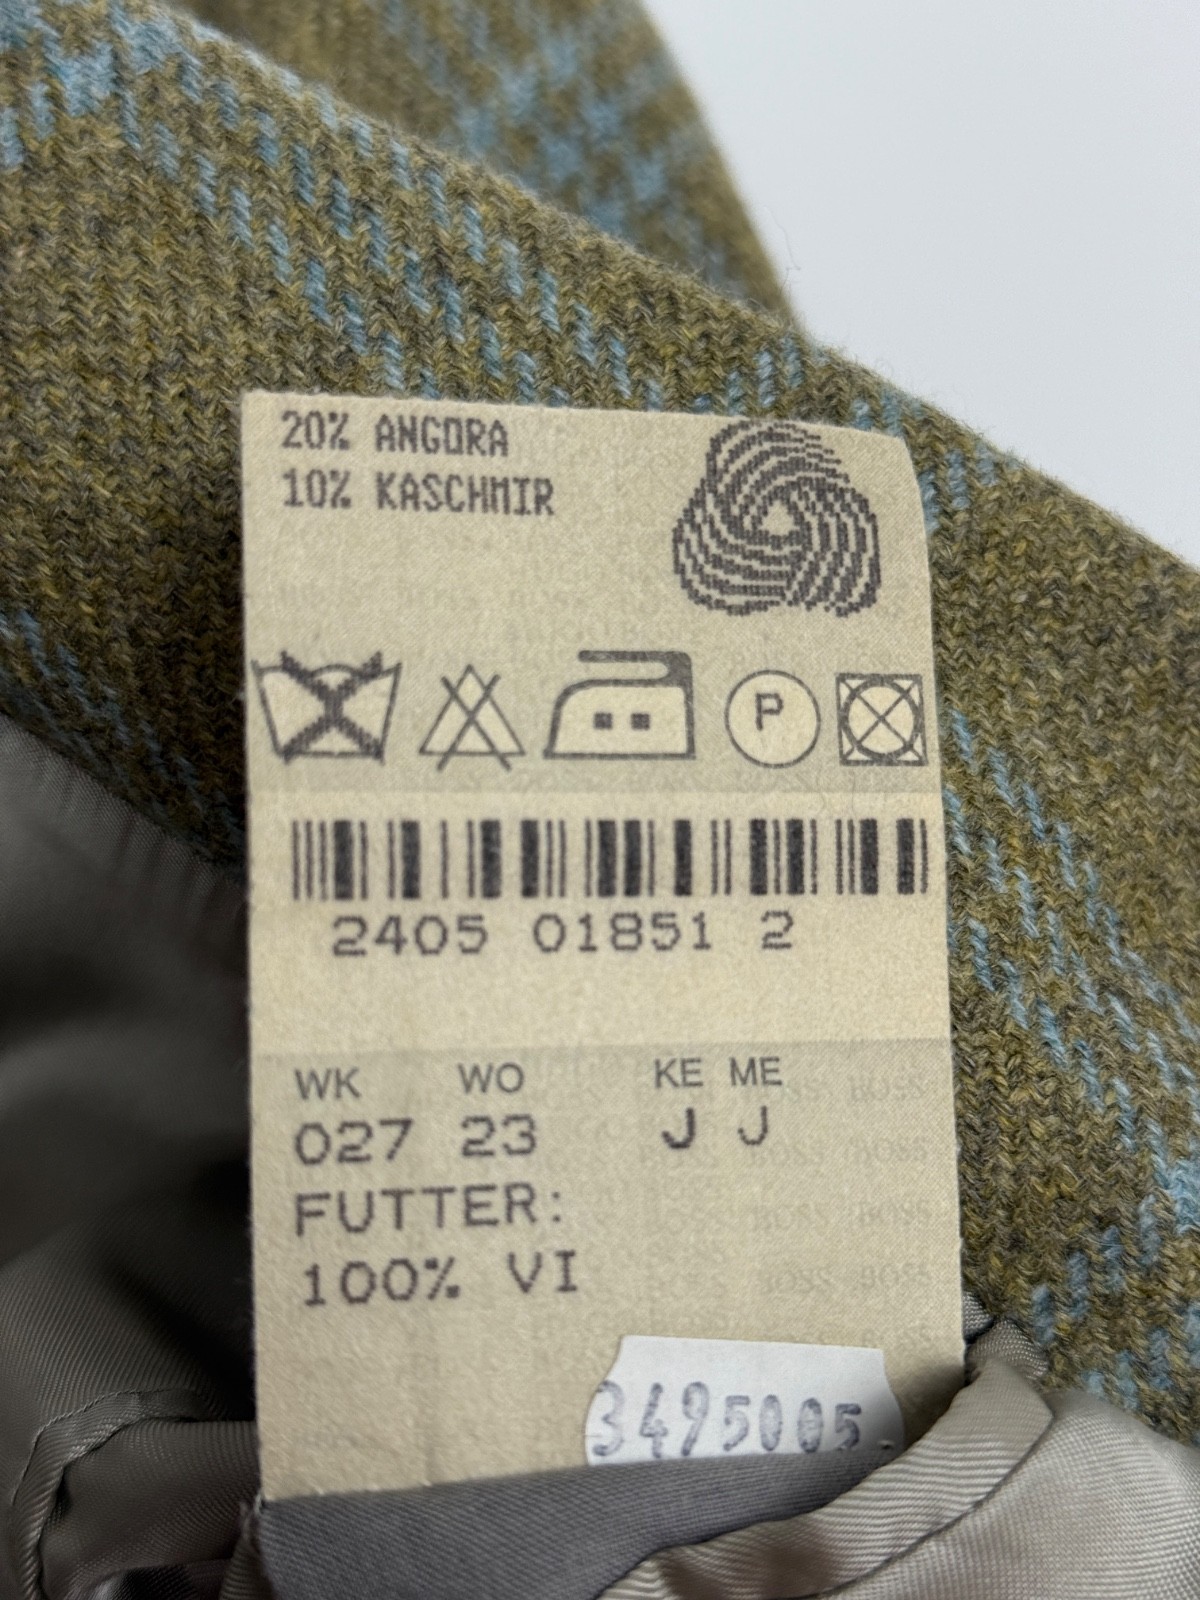 20% ANGORA
10% KASCHMIR
P
2405 01851 2
WK WO KE ME
027 23 J J
FUTTER:
100% VI
3495005